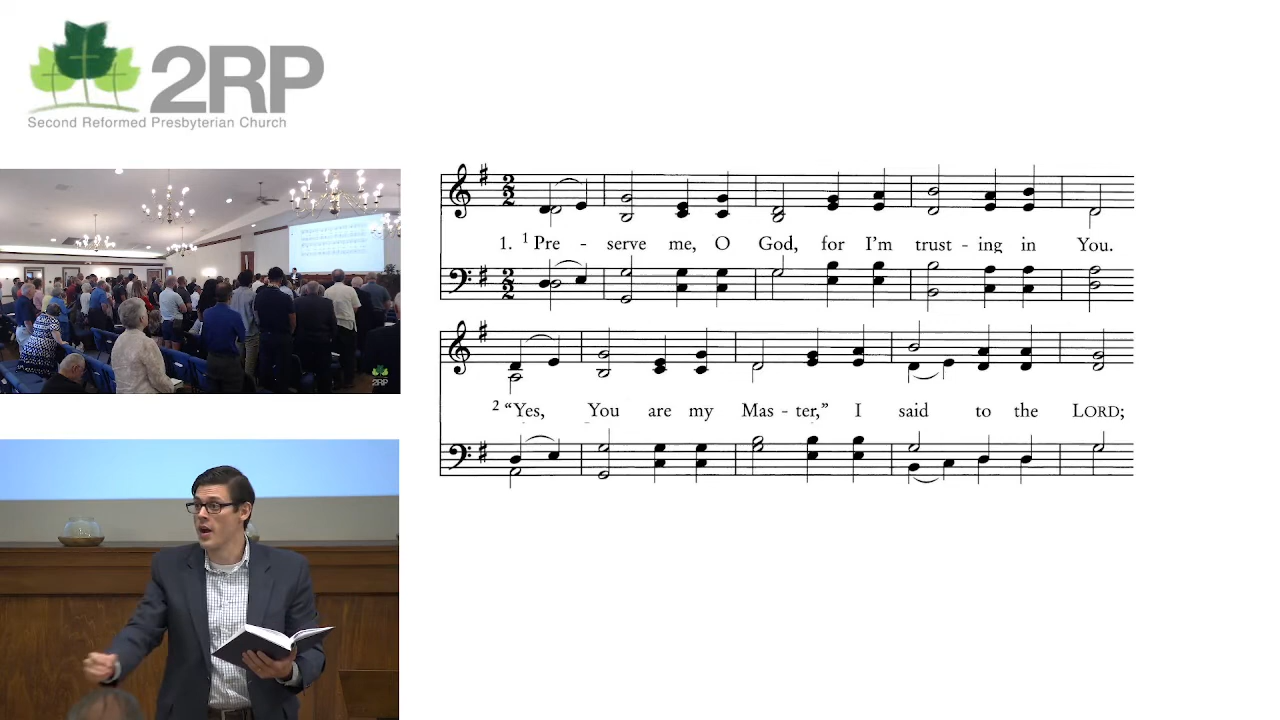 2RP
Second Reformed Presbyterian Church
1. 1 Pre - serve me, O God, for I'm trust - ing in You.
2 “Yes, You are my Mas - ter,” I said to the LORD;
2RP